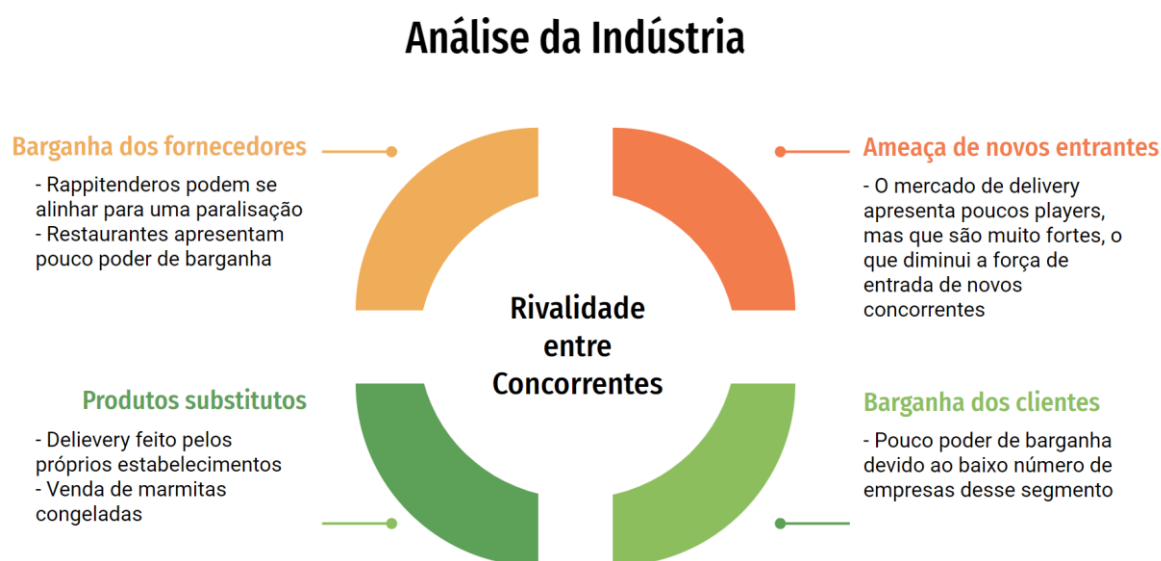 Análise da Indústria
Barganha dos fornecedores
- Rappitenderos podem se
alinhar para uma paralisação
- Restaurantes apresentam
pouco poder de barganha
Ameaça de novos entrantes
- O mercado de delivery
apresenta poucos players,
mas que são muito fortes, o
que diminui a força de
entrada de novos
concorrentes
Rivalidade
entre
Concorrentes
Produtos substitutos
- Delievery feito pelos
próprios estabelecimentos
- Venda de marmitas
congeladas
Barganha dos clientes
- Pouco poder de barganha
devido ao baixo número de
empresas desse segmento